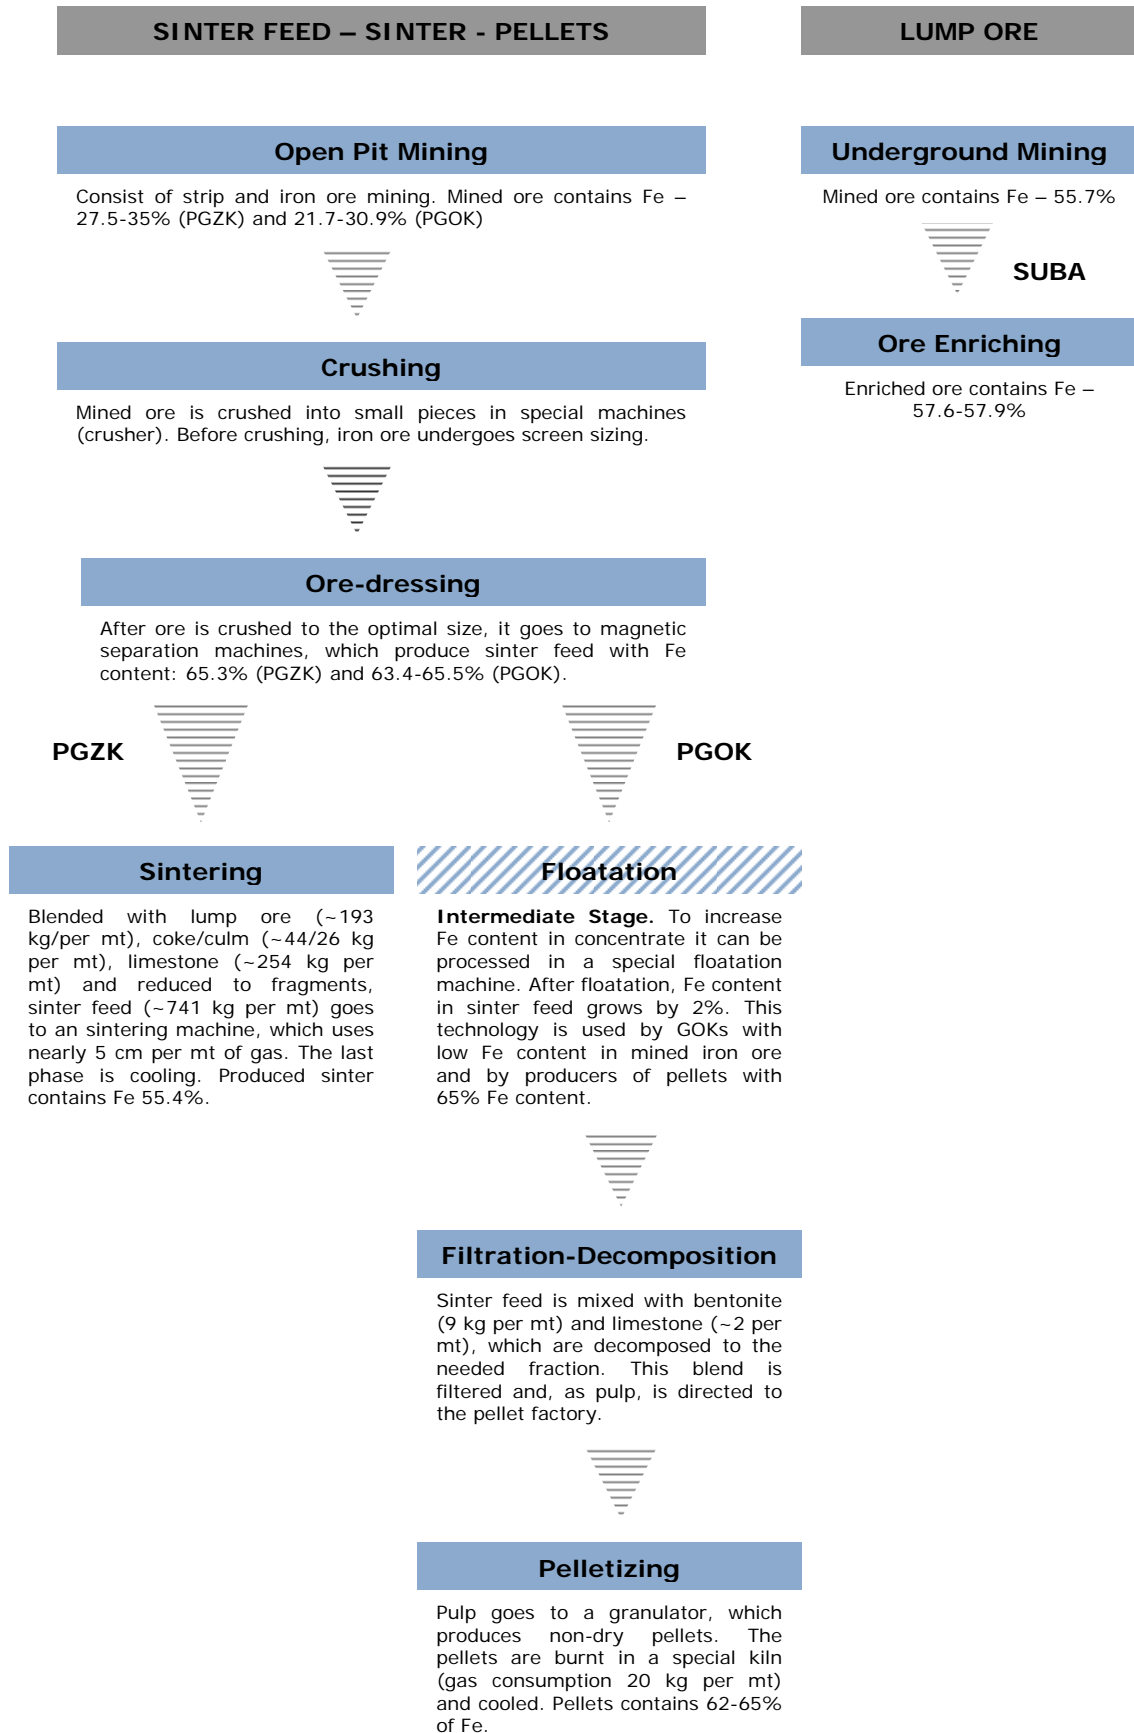 SINTER FEED – SINTER - PELLETS
LUMP ORE
Open Pit Mining
Consist of strip and iron ore mining. Mined ore contains Fe –
27.5-35% (PGZK) and 21.7-30.9% (PGOK)
Underground Mining
Mined ore contains Fe – 55.7%
SUBA
Ore Enriching
Enriched ore contains Fe –
57.6-57.9%
Crushing
Mined ore is crushed into small pieces in special machines
(crusher). Before crushing, iron ore undergoes screen sizing.
Ore-dressing
After ore is crushed to the optimal size, it goes to magnetic
separation machines, which produce sinter feed with Fe
content: 65.3% (PGZK) and 63.4-65.5% (PGOK).
PGZK
PGOK
Sintering
Blended with lump ore (~193
kg/per mt), coke/culm (~44/26 kg
per mt), limestone (~254 kg per
mt) and reduced to fragments,
sinter feed (~741 kg per mt) goes
to an sintering machine, which uses
nearly 5 cm per mt of gas. The last
phase is cooling. Produced sinter
contains Fe 55.4%.
Floatation
Intermediate Stage. To increase
Fe content in concentrate it can be
processed in a special floatation
machine. After floatation, Fe content
in sinter feed grows by 2%. This
technology is used by GOKs with
low Fe content in mined iron ore
and by producers of pellets with
65% Fe content.
Filtration-Decomposition
Sinter feed is mixed with bentonite
(9 kg per mt) and limestone (~2 per
mt), which are decomposed to the
needed fraction. This blend is
filtered and, as pulp, is directed to
the pellet factory.
Pelletizing
Pulp goes to a granulator, which
produces non-dry pellets. The
pellets are burnt in a special kiln
(gas consumption 20 kg per mt)
and cooled. Pellets contains 62-65%
of Fe.